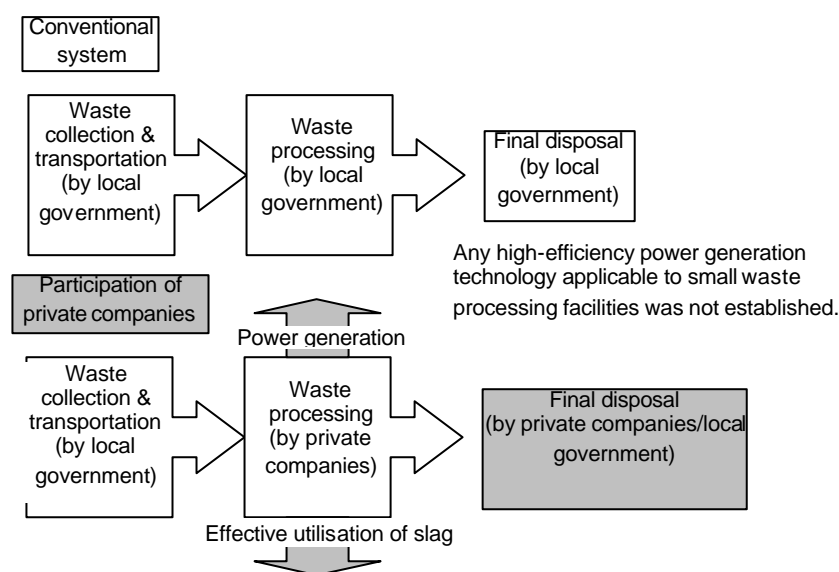 Conventional
system
Waste
collection &
transportation
(by local
government)
Waste
processing
(by local
government)
Final disposal
(by local
government)
Any high-efficiency power generation
technology applicable to small waste
processing facilities was not established.
Participation of
private companies
Power generation
Waste
collection &
transportation
(by local
government)
Waste
processing
(by private
companies)
Final disposal
(by private companies/local
government)
Effective utilisation of slag